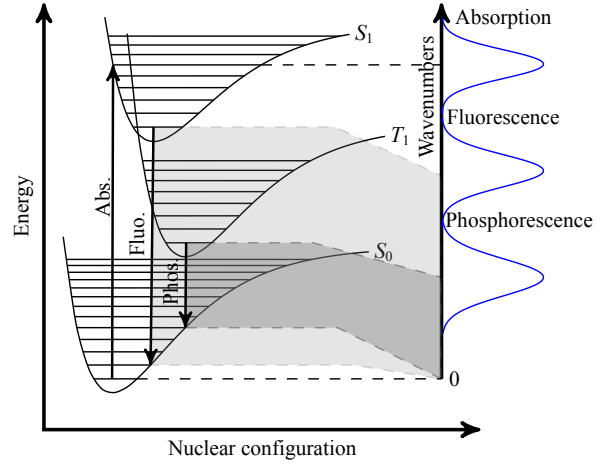 Absorption
S₁
Wavenumbers
Fluorescence
T₁
Abs.
Fluo.
Energy
Phosphorescence
S₀
Phos.
0
Nuclear configuration